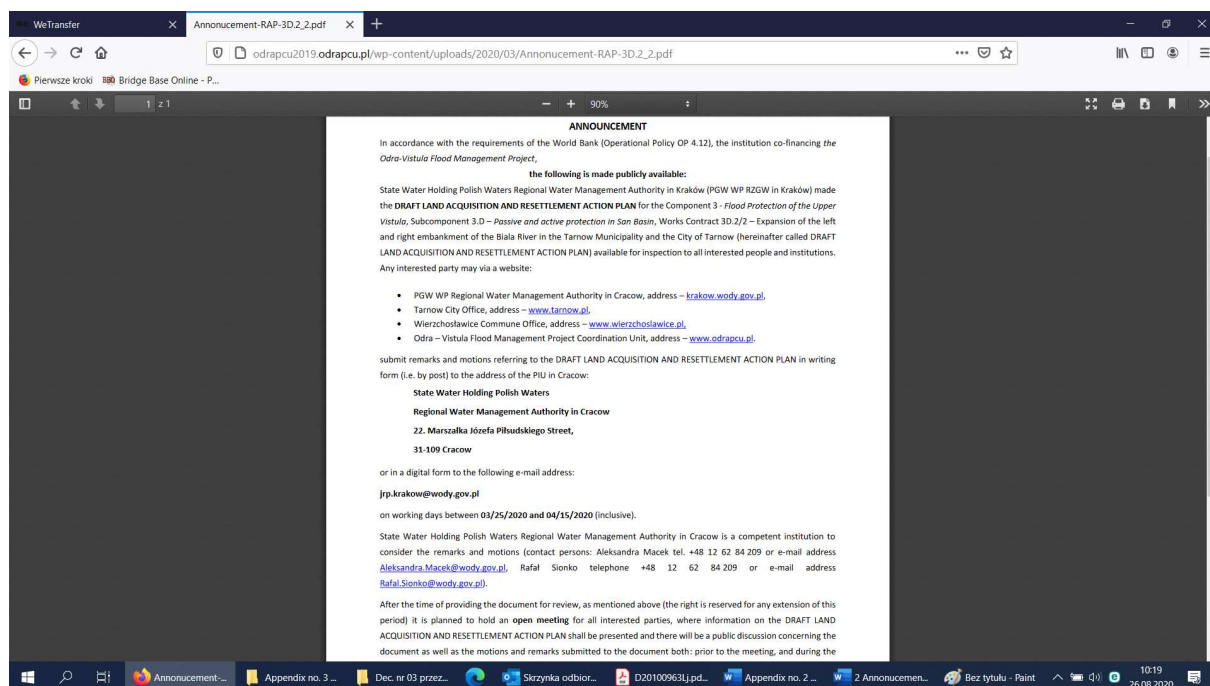 WeTransfer
Annonucement-RAP-3D.2_2.pdf
odrapcu2019.odrapcu.pl/wp-content/uploads/2020/03/Annonucement-RAP-3D.2_2.pdf
Pierwsze kroki BBO Bridge Base Online - P...
1 z 1
90%
ANNOUNCEMENT
In accordance with the requirements of the World Bank (Operational Policy OP 4.12), the institution co-financing the
Odra-Vistula Flood Management Project,
the following is made publicly available:
State Water Holding Polish Waters Regional Water Management Authority in Kraków (PGW WP RZGW in Kraków) made
the DRAFT LAND ACQUISITION AND RESETTLEMENT ACTION PLAN for the Component 3 - Flood Protection of the Upper
Vistula, Subcomponent 3.D – Passive and active protection in San Basin, Works Contract 3D.2/2 – Expansion of the left
and right embankment of the Biala River in the Tarnow Municipality and the City of Tarnow (hereinafter called DRAFT
LAND ACQUISITION AND RESETTLEMENT ACTION PLAN) available for inspection to all interested people and institutions.
Any interested party may via a website:
• PGW WP Regional Water Management Authority in Cracow, address – krakow.wody.gov.pl,
• Tarnow City Office, address – www.tarnow.pl,
• Wierzchosławice Commune Office, address – www.wierzchoslawice.pl,
• Odra – Vistula Flood Management Project Coordination Unit, address – www.odrapcu.pl.
submit remarks and motions referring to the DRAFT LAND ACQUISITION AND RESETTLEMENT ACTION PLAN in writing
form (i.e. by post) to the address of the PIU in Cracow:
State Water Holding Polish Waters
Regional Water Management Authority in Cracow
22. Marszałka Józefa Piłsudskiego Street,
31-109 Cracow
or in a digital form to the following e-mail address:
jrp.krakow@wody.gov.pl
on working days between 03/25/2020 and 04/15/2020 (inclusive).
State Water Holding Polish Waters Regional Water Management Authority in Cracow is a competent institution to
consider the remarks and motions (contact persons: Aleksandra Macek tel. +48 12 62 84 209 or e-mail address
Aleksandra.Macek@wody.gov.pl, Rafał Sionko telephone +48 12 62 84 209 or e-mail address
Rafal.Sionko@wody.gov.pl).
After the time of providing the document for review, as mentioned above (the right is reserved for any extension of this
period) it is planned to hold an open meeting for all interested parties, where information on the DRAFT LAND
ACQUISITION AND RESETTLEMENT ACTION PLAN shall be presented and there will be a public discussion concerning the
document as well as the motions and remarks submitted to the document both: prior to the meeting, and during the
Annonucement-... Appendix no. 3 ... Dec. nr 03 przez... Skrzynka odbior... D20100963Lj.pd... Appendix no. 2 ... 2 Annonucemen... Bez tytułu - Paint
10:19
26.08.2020